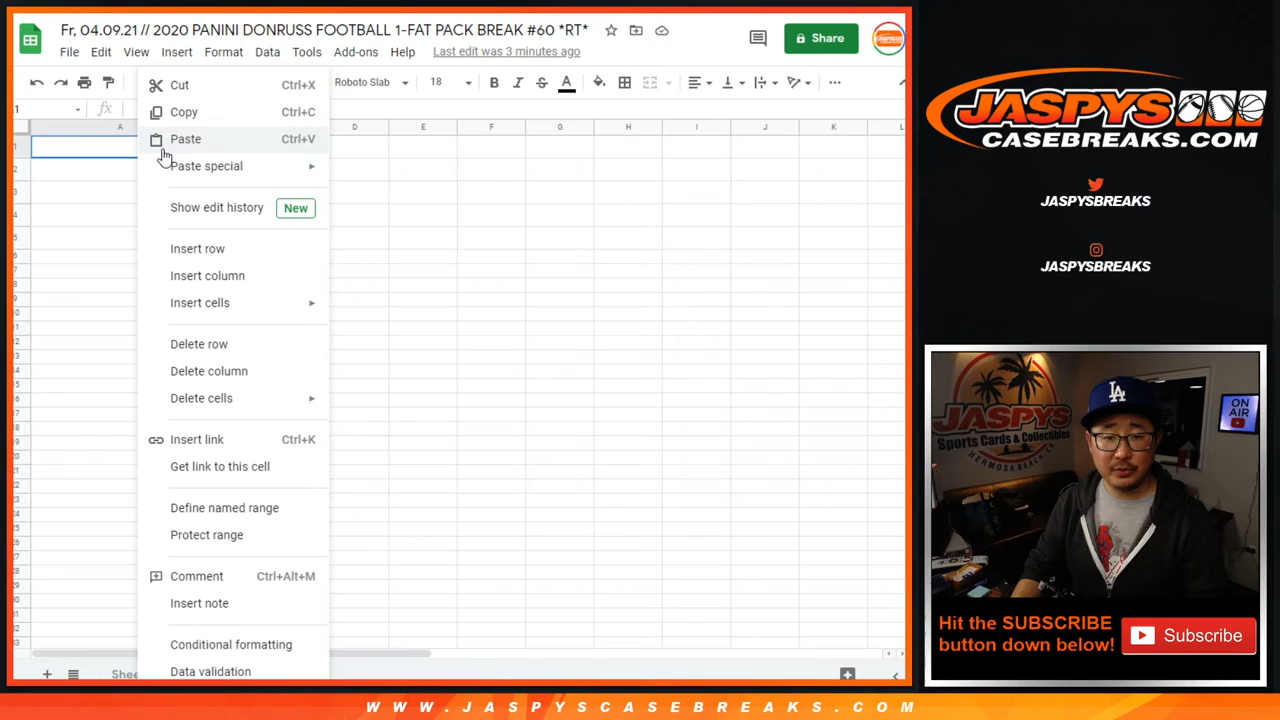 Fr, 04.09.21 // 2020 PANINI DONRUSS FOOTBALL 1-FAT PACK BREAK #60 *RT*
File Edit View Insert Format Data Tools Add-ons Help Last edit was 3 minutes ago
Share
Roboto Slab 18 B I S A
1 fx
A D E F G H I J K L
Cut Ctrl+X
Copy Ctrl+C
Paste Ctrl+V
Paste special
Show edit history New
Insert row
Insert column
Insert cells
Delete row
Delete column
Delete cells
Insert link Ctrl+K
Get link to this cell
Define named range
Protect range
Comment Ctrl+Alt+M
Insert note
Conditional formatting
Data validation
JASPYS
CASEBREAKS.COM
JASPYSBREAKS
JASPYSBREAKS
JASPYS
Sports Cards & Collectibles
HERMOSA BEACH, CA
LA
ON
AIR
Hit the SUBSCRIBE
button down below!
Subscribe
WWW.JASPYSCASEBREAKS.COM